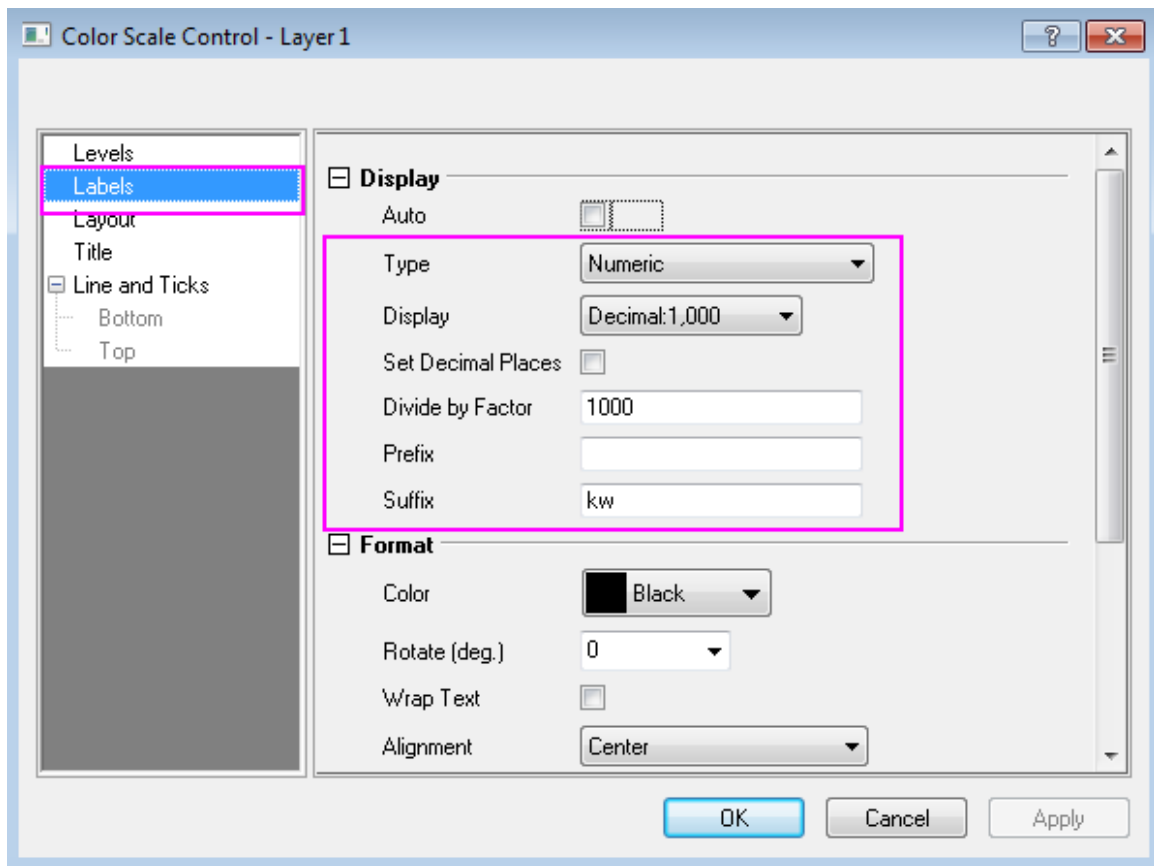 Color Scale Control - Layer 1
Levels
Labels
Layout
Title
Line and Ticks
Bottom
Top
Display
Auto
Type Numeric
Display Decimal:1,000
Set Decimal Places
Divide by Factor 1000
Prefix
Suffix kw
Format
Color Black
Rotate (deg.) 0
Wrap Text
Alignment Center
OK Cancel Apply